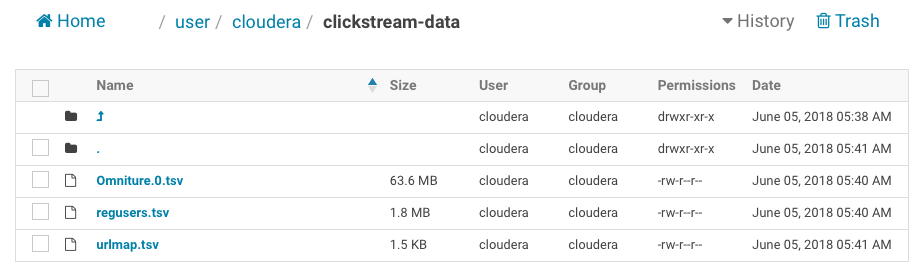 Home / user / cloudera / clickstream-data History Trash
Name Size User Group Permissions Date
cloudera cloudera drwxr-xr-x June 05, 2018 05:38 AM
. cloudera cloudera drwxr-xr-x June 05, 2018 05:41 AM
Omniture.0.tsv 63.6 MB cloudera cloudera -rw-r--r-- June 05, 2018 05:40 AM
regusers.tsv 1.8 MB cloudera cloudera -rw-r--r-- June 05, 2018 05:40 AM
urlmap.tsv 1.5 KB cloudera cloudera -rw-r--r-- June 05, 2018 05:41 AM